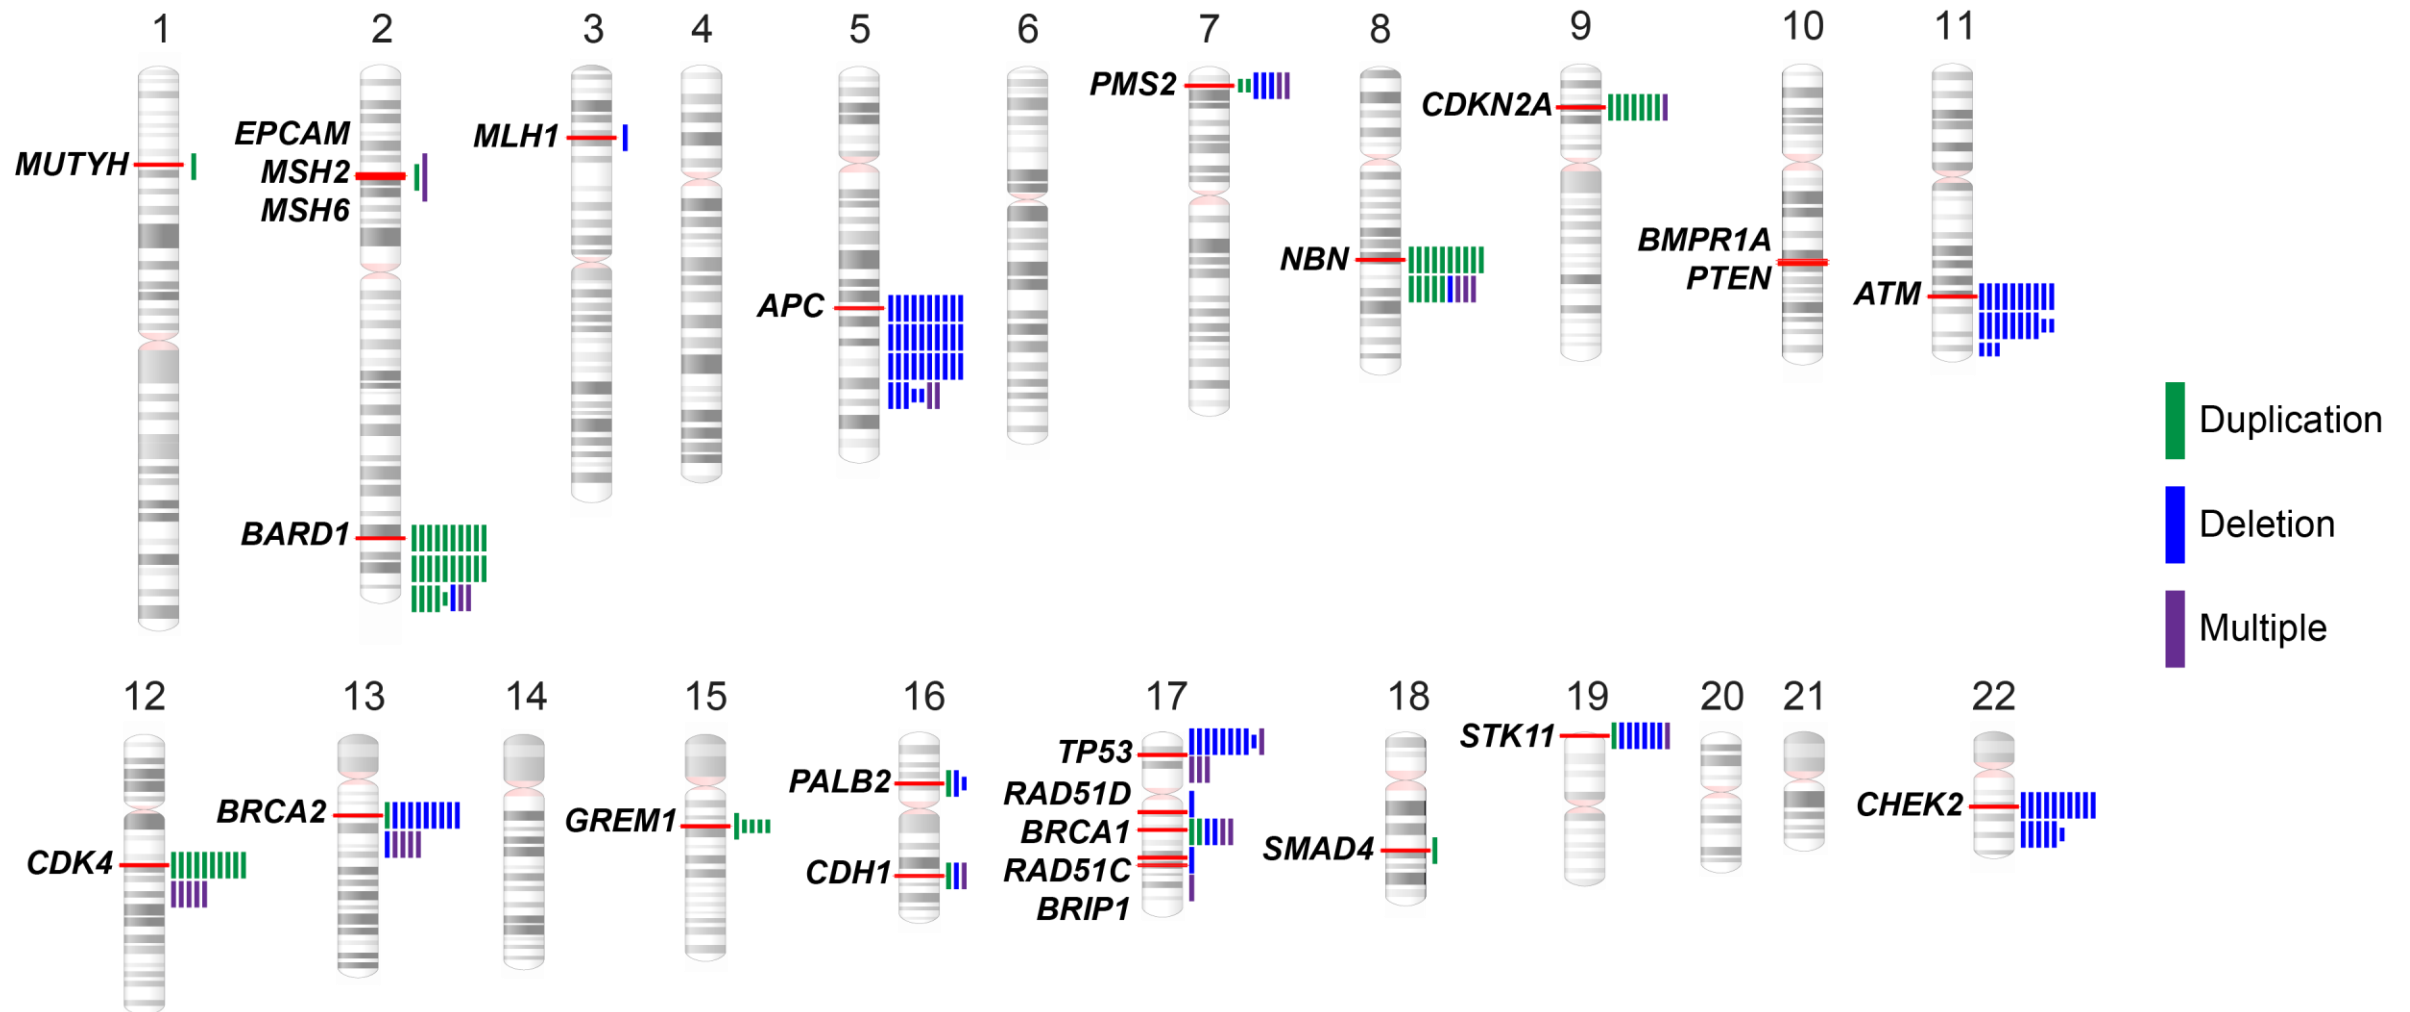 1 2 3 4 5 6 7 8 9 10 11
MUTYH
EPCAM
MSH2
MSH6
BARD1
MLH1
APC
PMS2
NBN
CDKN2A
BMPR1A
PTEN
ATM
Duplication
Deletion
Multiple
12 13 14 15 16 17 18 19 20 21 22
CDK4
BRCA2
GREM1
PALB2
CDH1
TP53
RAD51D
BRCA1
RAD51C
BRIP1
SMAD4
STK11
CHEK2